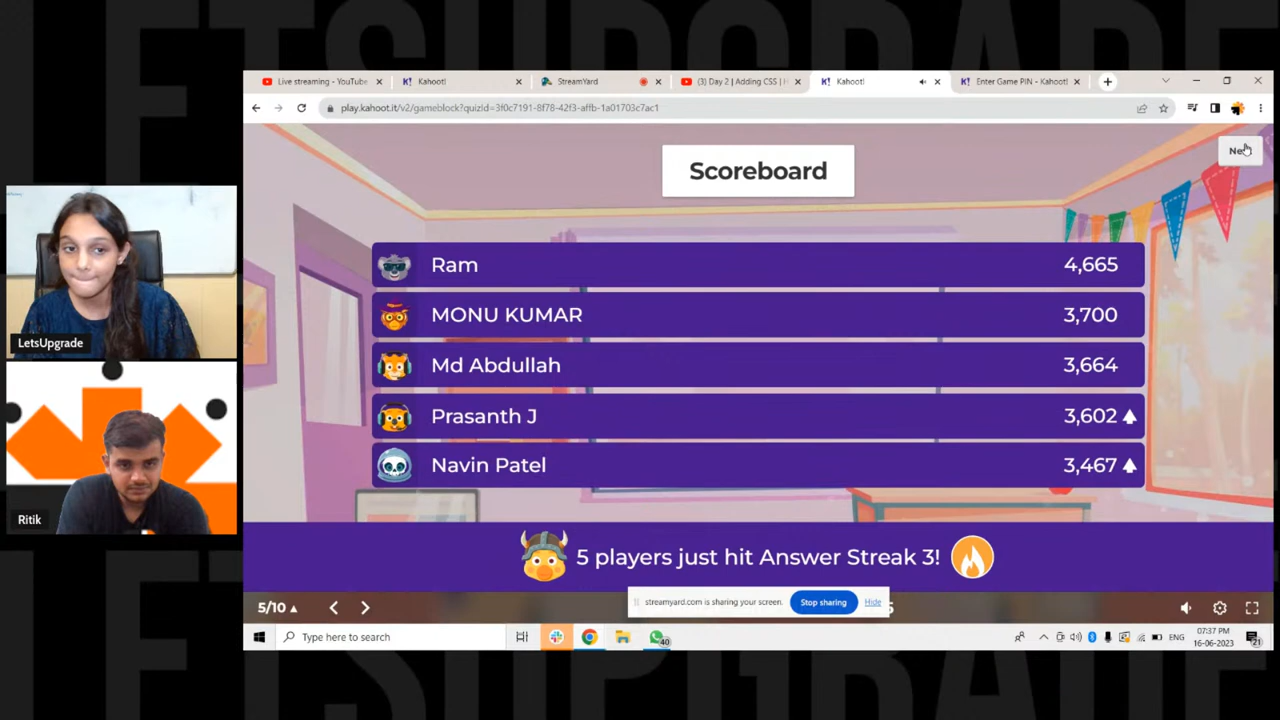 LETSUPGRADE
Live streaming - YouTube
Kahoot!
StreamYard
(3) Day 2 | Adding CSS |
Kahoot!
Enter Game PIN - Kahoot!
play.kahoot.it/v2/gameblock?quizId=3f0c7191-8f78-42f3-affb-1a01703c7ac1
Scoreboard
Ram 4,665
MONU KUMAR 3,700
Md Abdullah 3,664
Prasanth J 3,602
Navin Patel 3,467
5 players just hit Answer Streak 3!
LetsUpgrade
Ritik
5/10
streamyard.com is sharing your screen. Stop sharing Hide
Type here to search
40
ENG
07:37 PM
16-06-2023
21
LETSUPGRADE